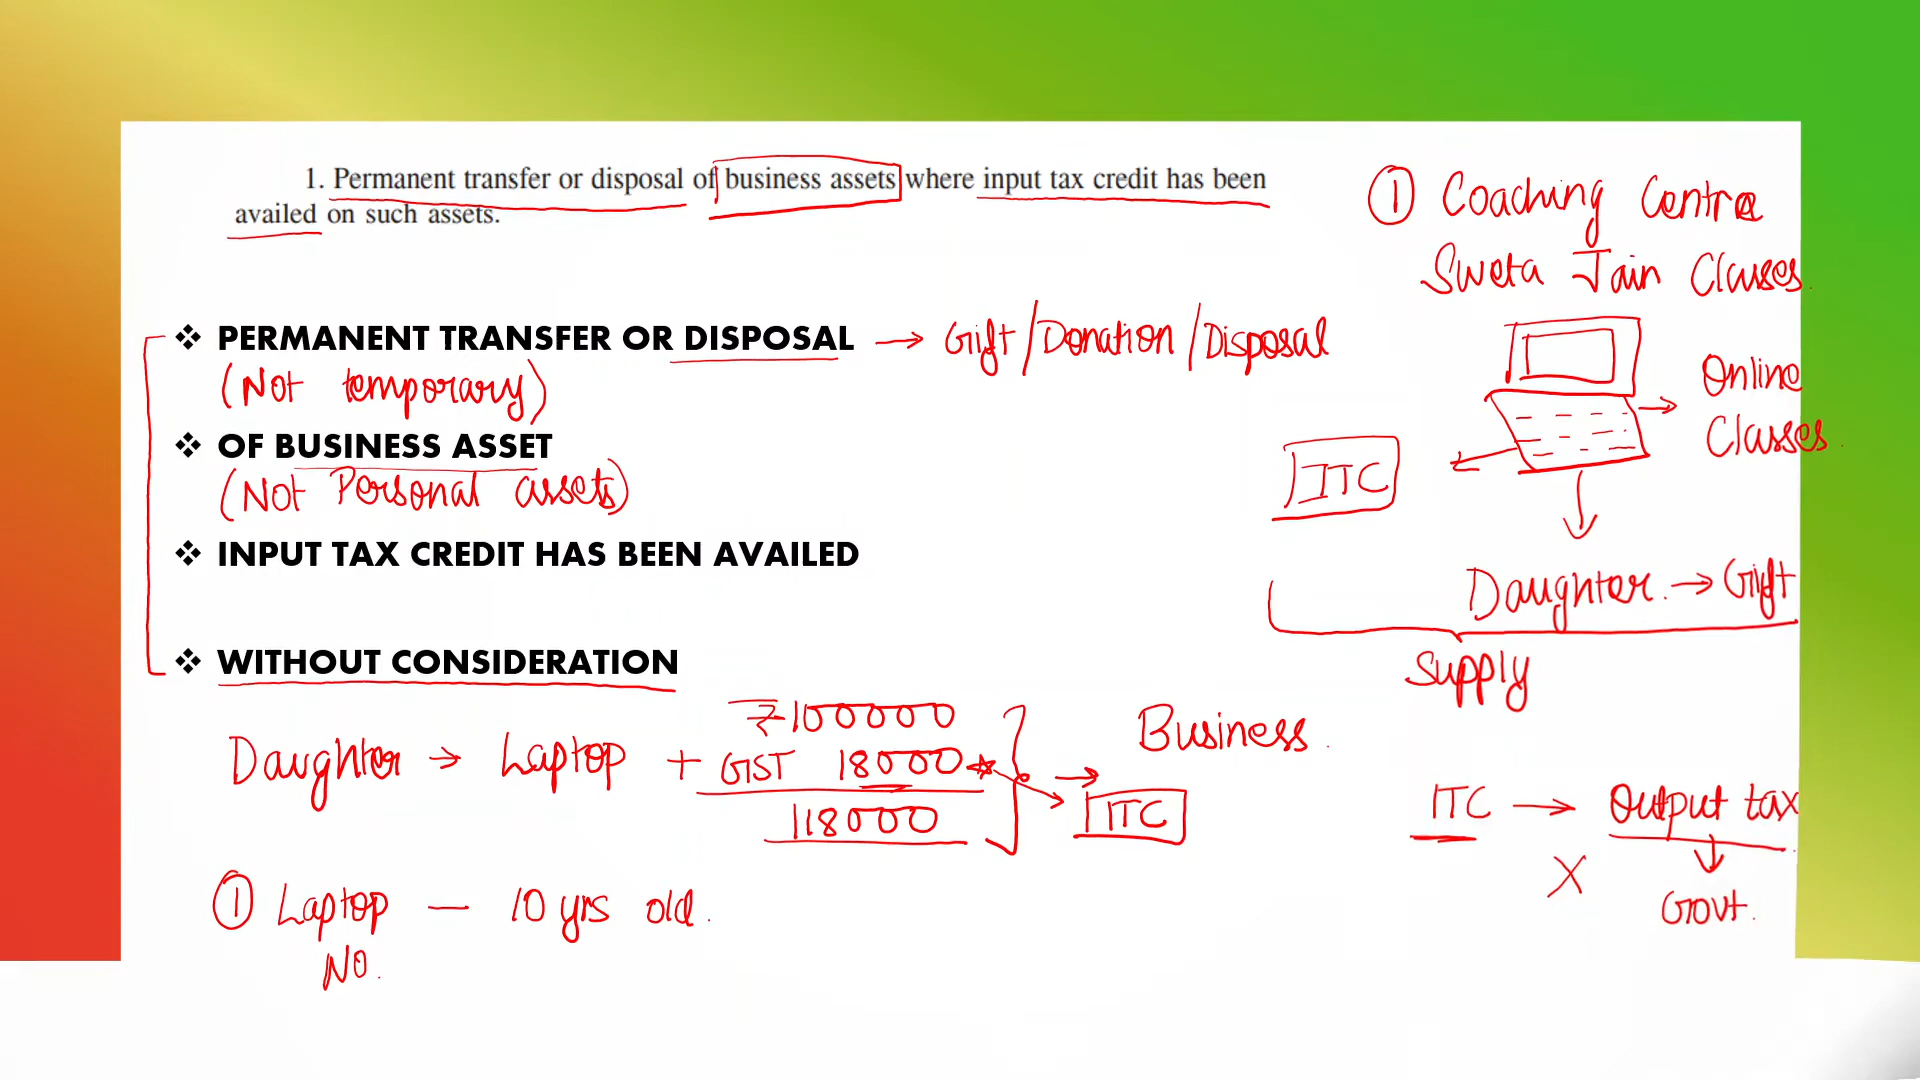 1. Permanent transfer or disposal of business assets where input tax credit has been
availed on such assets.
① Coaching Centre
Sweta Jain Classes.
❖ PERMANENT TRANSFER OR DISPOSAL → Gift/Donation/Disposal
(Not temporary)
Online
Classes.
❖ OF BUSINESS ASSET
(Not Personal assets)
ITC
❖ INPUT TAX CREDIT HAS BEEN AVAILED
Daughter. → Gift
❖ WITHOUT CONSIDERATION
Supply
₹100000
Daughter → Laptop + GST 18000
118000
→ Business.
ITC
ITC → Output tax
X
Govt.
① Laptop — 10 yrs old.
No.